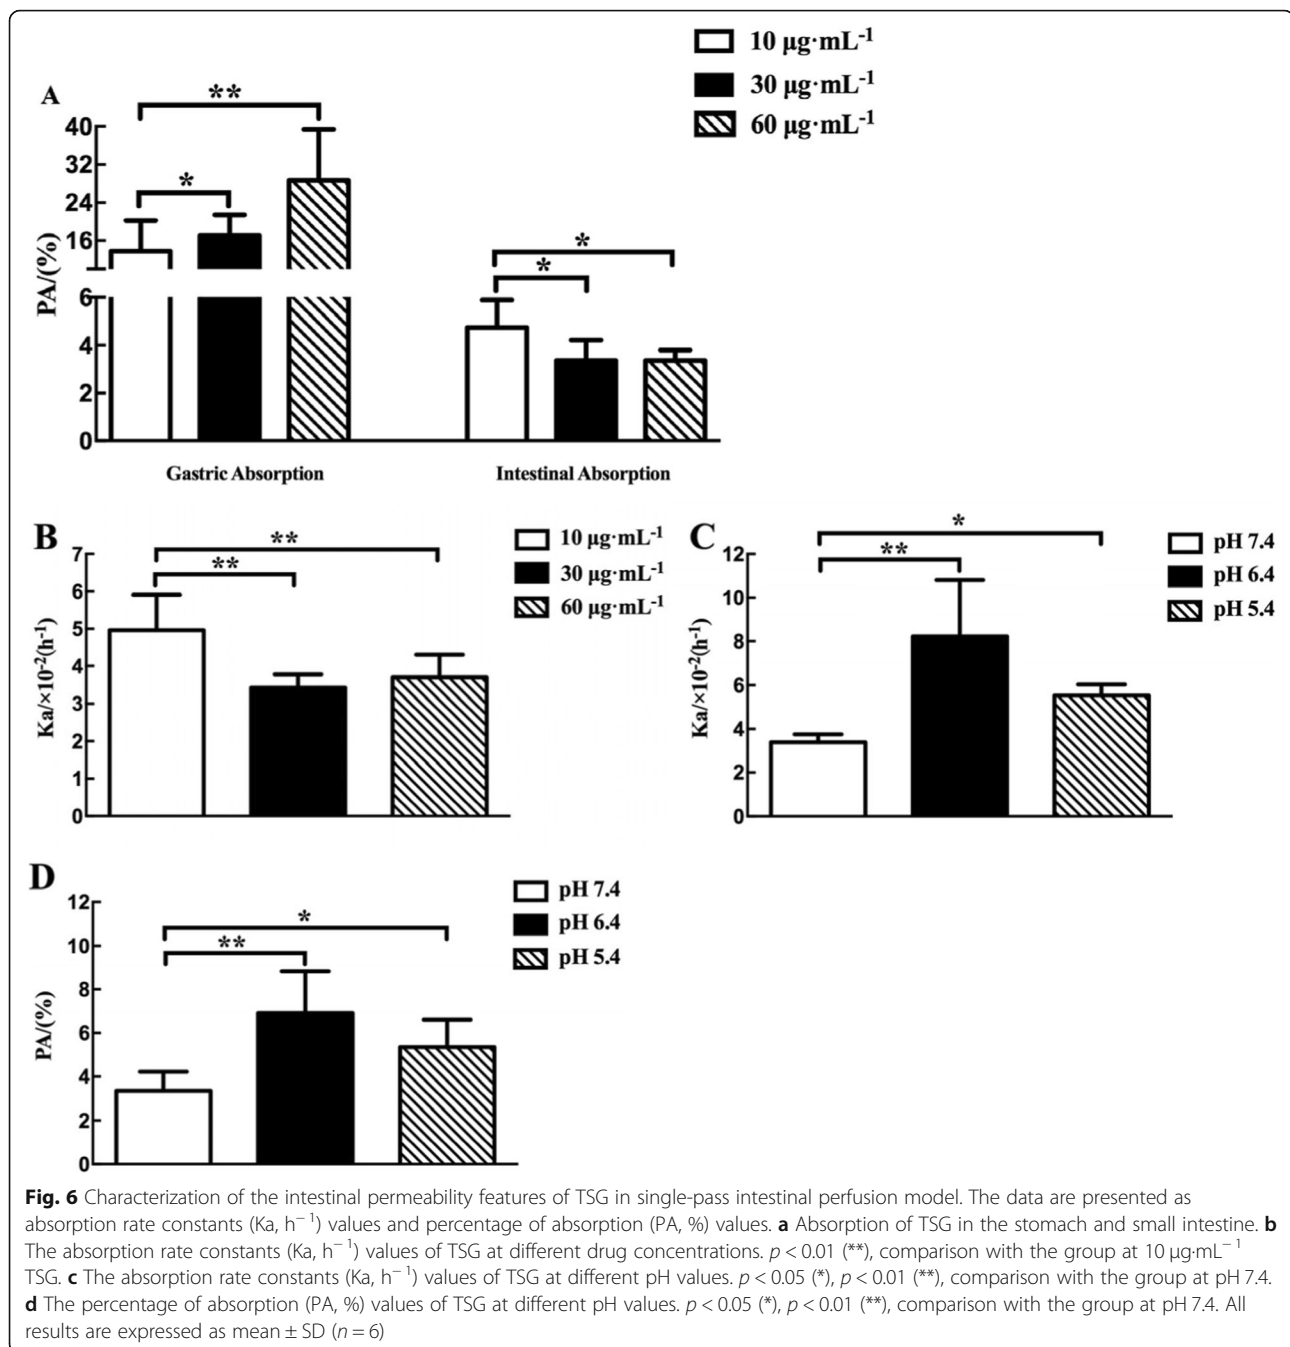 10 µg·mL⁻¹
30 µg·mL⁻¹
60 µg·mL⁻¹
A
**
*
*
*
40
32
24
16
6
4
2
0
PA/(%)
Gastric Absorption
Intestinal Absorption
B
**
**
7
6
5
4
3
2
1
0
Ka/×10⁻²(h⁻¹)
10 µg·mL⁻¹
30 µg·mL⁻¹
60 µg·mL⁻¹
C
*
**
12
10
8
6
4
2
0
Ka/×10⁻²(h⁻¹)
pH 7.4
pH 6.4
pH 5.4
D
*
**
12
10
8
6
4
2
0
PA/(%)
pH 7.4
pH 6.4
pH 5.4
Fig. 6 Characterization of the intestinal permeability features of TSG in single-pass intestinal perfusion model. The data are presented as
absorption rate constants (Ka, h⁻¹) values and percentage of absorption (PA, %) values. a Absorption of TSG in the stomach and small intestine. b
The absorption rate constants (Ka, h⁻¹) values of TSG at different drug concentrations. p < 0.01 (**), comparison with the group at 10 µg·mL⁻¹
TSG. c The absorption rate constants (Ka, h⁻¹) values of TSG at different pH values. p < 0.05 (*), p < 0.01 (**), comparison with the group at pH 7.4.
d The percentage of absorption (PA, %) values of TSG at different pH values. p < 0.05 (*), p < 0.01 (**), comparison with the group at pH 7.4. All
results are expressed as mean ± SD (n = 6)